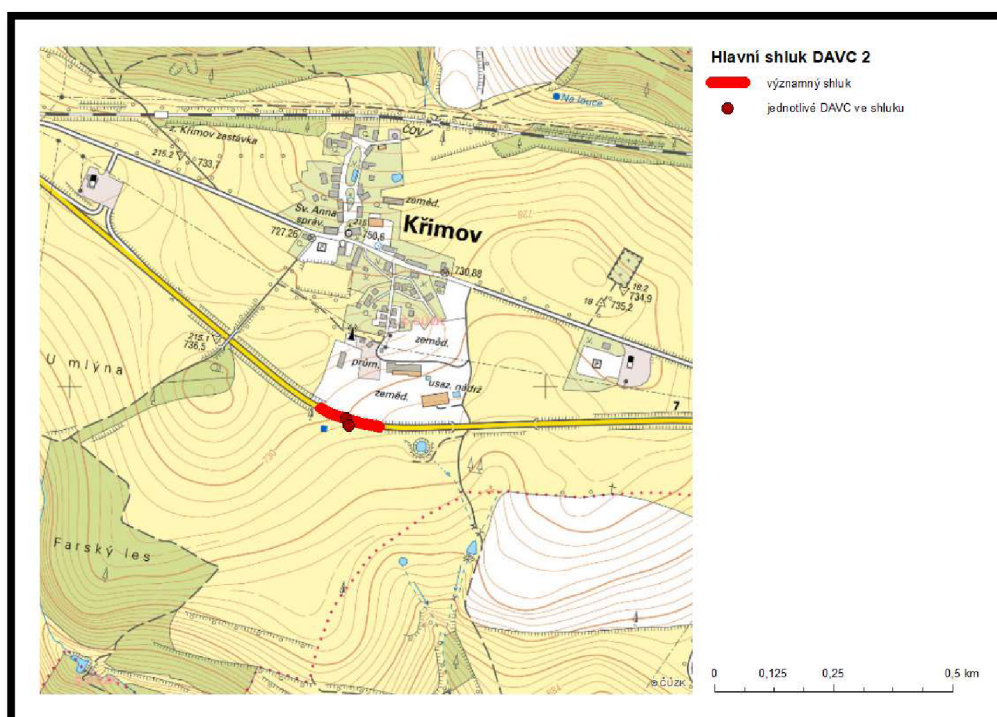 Hlavní shluk DAVC 2
významný shluk
jednotlivé DAVC ve shluku
Na louce
ČOV
z. Křimov zastávka
215.2
733,7
zeměd.
Sv. Anna
správ.
215
750,6
Křimov
727,26
730,88
728
18.2
734,9
18
735,2
215.1
736,5
U mlýna
zeměd.
prům.
usaz. nádrž
zeměd.
7
730
Farský les
684
© ČÚZK
0
0,125
0,25
0,5 km